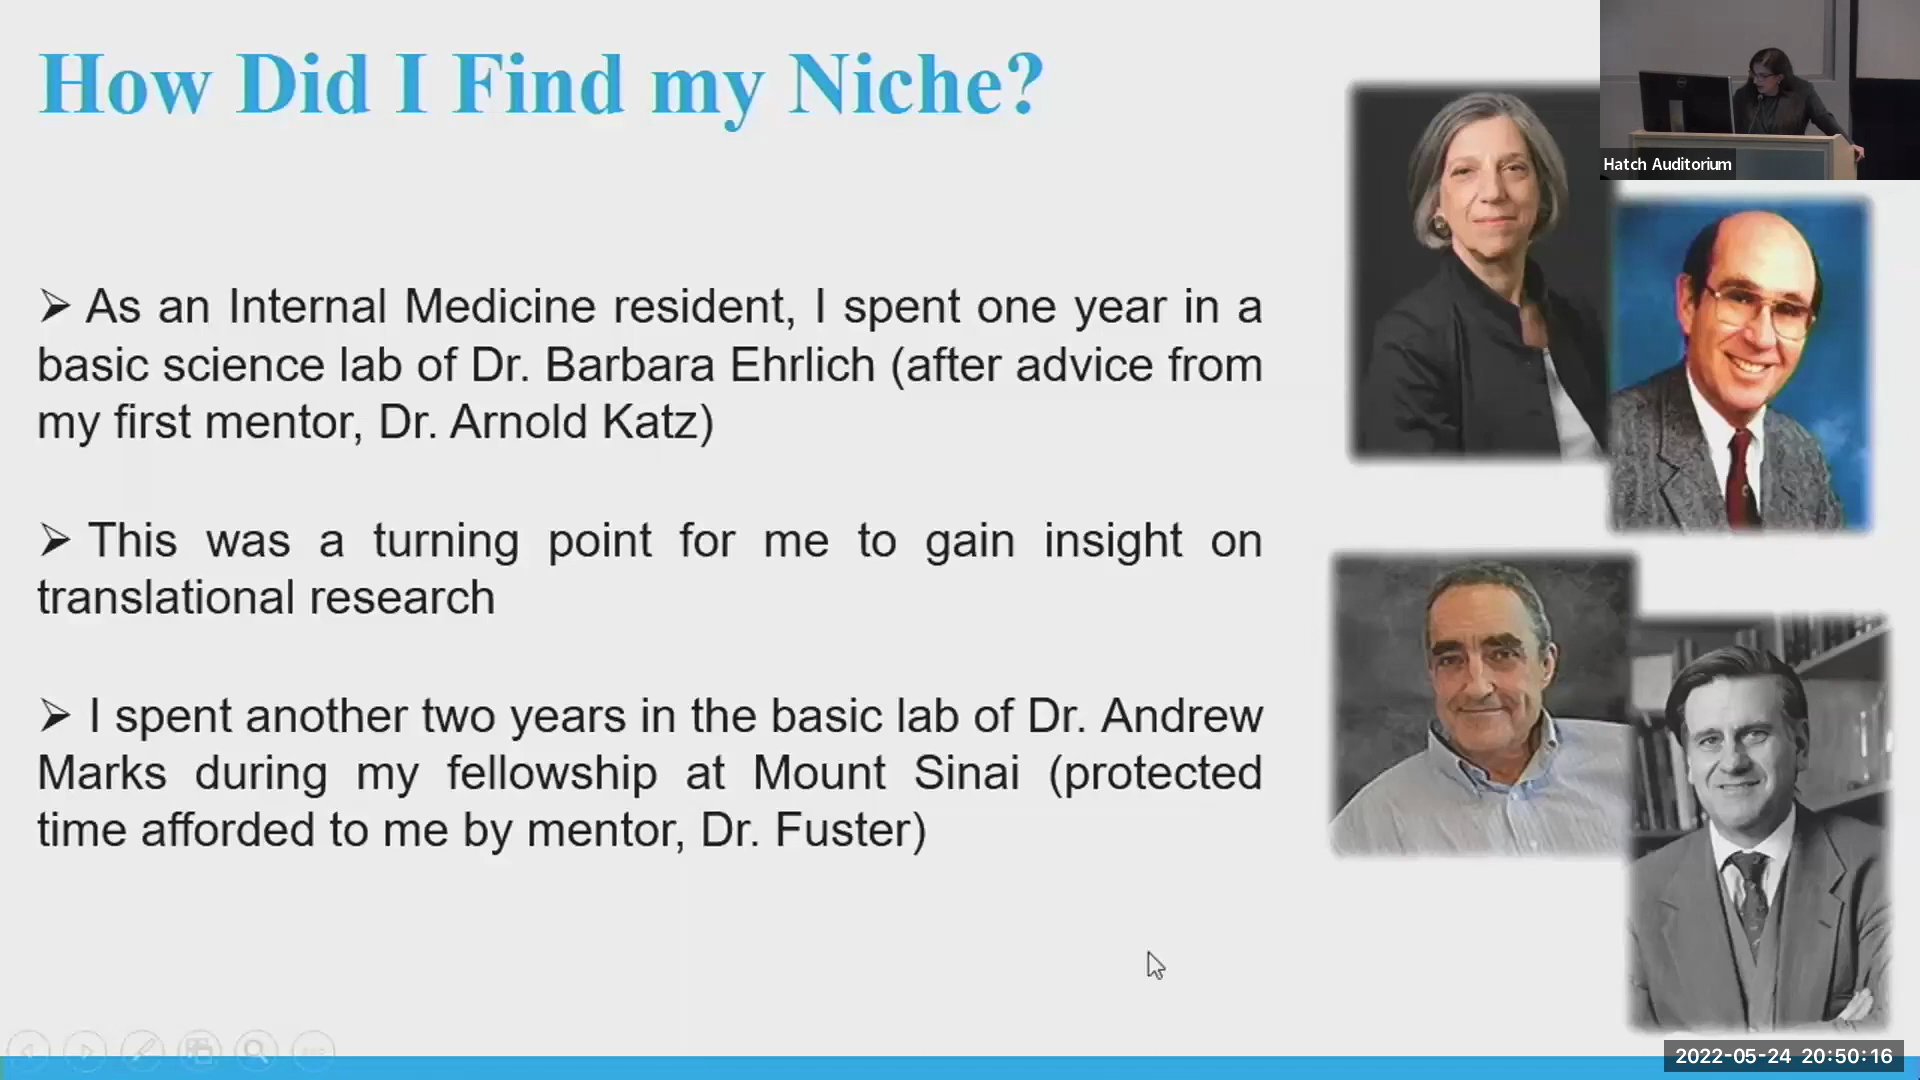 How Did I Find my Niche?
Hatch Auditorium
➢ As an Internal Medicine resident, I spent one year in a
basic science lab of Dr. Barbara Ehrlich (after advice from
my first mentor, Dr. Arnold Katz)
➢ This was a turning point for me to gain insight on
translational research
➢ I spent another two years in the basic lab of Dr. Andrew
Marks during my fellowship at Mount Sinai (protected
time afforded to me by mentor, Dr. Fuster)
2022-05-24 20:50:16